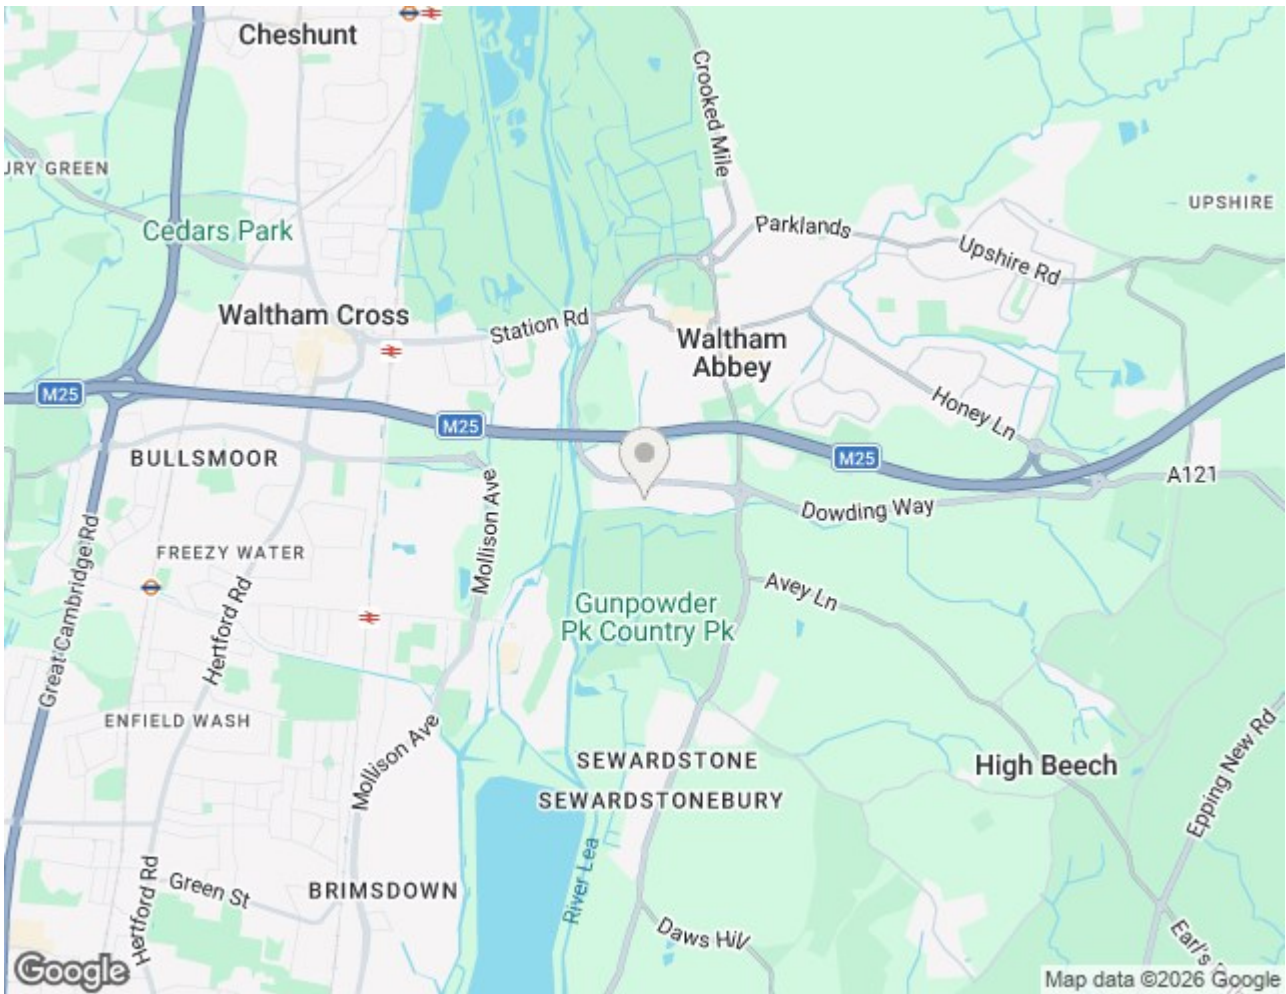 Cheshunt
Crooked Mile
URY GREEN
UPSHIRE
Cedars Park
Parklands
Upshire Rd
Waltham Cross
Station Rd
Waltham
Abbey
M25
Honey Ln
M25
BULLSMOOR
M25
A121
Mollison Ave
Dowding Way
Great Cambridge Rd
FREEZY WATER
Hertford Rd
Avey Ln
Gunpowder
Pk Country Pk
ENFIELD WASH
Mollison Ave
SEWARDSTONE
High Beech
Epping New Rd
SEWARDSTONEBURY
River Lea
Green St
BRIMSDOWN
Hertford Rd
Daws Hil
Earl's
Google
Map data ©2026 Google